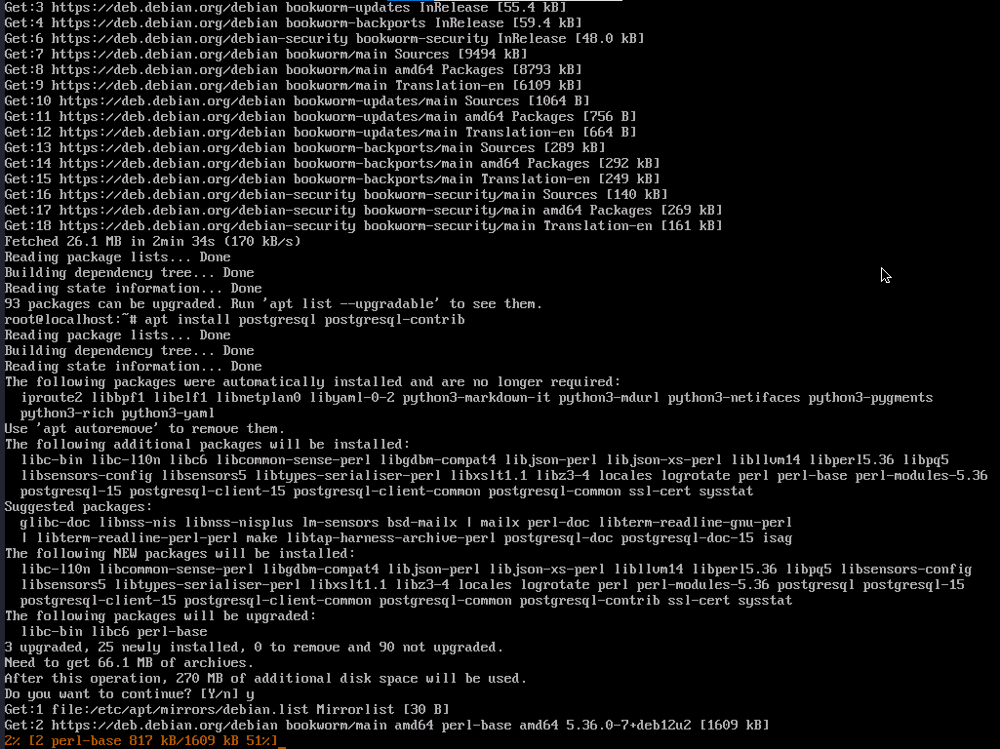 Get:3 https://deb.debian.org/debian bookworm-updates InRelease [55.4 kB]
Get:4 https://deb.debian.org/debian bookworm-backports InRelease [59.4 kB]
Get:6 https://deb.debian.org/debian-security bookworm-security InRelease [48.0 kB]
Get:7 https://deb.debian.org/debian bookworm/main Sources [9494 kB]
Get:8 https://deb.debian.org/debian bookworm/main amd64 Packages [8793 kB]
Get:9 https://deb.debian.org/debian bookworm/main Translation-en [6109 kB]
Get:10 https://deb.debian.org/debian bookworm-updates/main Sources [1064 B]
Get:11 https://deb.debian.org/debian bookworm-updates/main amd64 Packages [756 B]
Get:12 https://deb.debian.org/debian bookworm-updates/main Translation-en [664 B]
Get:13 https://deb.debian.org/debian bookworm-backports/main Sources [289 kB]
Get:14 https://deb.debian.org/debian bookworm-backports/main amd64 Packages [292 kB]
Get:15 https://deb.debian.org/debian bookworm-backports/main Translation-en [249 kB]
Get:16 https://deb.debian.org/debian-security bookworm-security/main Sources [140 kB]
Get:17 https://deb.debian.org/debian-security bookworm-security/main amd64 Packages [269 kB]
Get:18 https://deb.debian.org/debian-security bookworm-security/main Translation-en [161 kB]
Fetched 26.1 MB in 2min 34s (170 kB/s)
Reading package lists... Done
Building dependency tree... Done
Reading state information... Done
93 packages can be upgraded. Run 'apt list --upgradable' to see them.
root@localhost:~# apt install postgresql postgresql-contrib
Reading package lists... Done
Building dependency tree... Done
Reading state information... Done
The following packages were automatically installed and are no longer required:
  iproute2 libbpf1 libelf1 libnetplan0 libyaml-0-2 python3-markdown-it python3-mdurl python3-netifaces python3-pygments
  python3-rich python3-yaml
Use 'apt autoremove' to remove them.
The following additional packages will be installed:
  libc-bin libc-l10n libc6 libcommon-sense-perl libgdbm-compat4 libjson-perl libjson-xs-perl libllvm14 libperl5.36 libpq5
  libsensors-config libsensors5 libtypes-serialiser-perl libxslt1.1 libz3-4 locales logrotate perl perl-base perl-modules-5.36
  postgresql-15 postgresql-client-15 postgresql-client-common postgresql-common ssl-cert sysstat
Suggested packages:
  glibc-doc libnss-nis libnss-nisplus lm-sensors bsd-mailx | mailx perl-doc libterm-readline-gnu-perl
  | libterm-readline-perl-perl make libtap-harness-archive-perl postgresql-doc postgresql-doc-15 isag
The following NEW packages will be installed:
  libc-l10n libcommon-sense-perl libgdbm-compat4 libjson-perl libjson-xs-perl libllvm14 libperl5.36 libpq5 libsensors-config
  libsensors5 libtypes-serialiser-perl libxslt1.1 libz3-4 locales logrotate perl perl-modules-5.36 postgresql postgresql-15
  postgresql-client-15 postgresql-client-common postgresql-common postgresql-contrib ssl-cert sysstat
The following packages will be upgraded:
  libc-bin libc6 perl-base
3 upgraded, 25 newly installed, 0 to remove and 90 not upgraded.
Need to get 66.1 MB of archives.
After this operation, 270 MB of additional disk space will be used.
Do you want to continue? [Y/n] y
Get:1 file:/etc/apt/mirrors/debian.list Mirrorlist [30 B]
Get:2 https://deb.debian.org/debian bookworm/main amd64 perl-base amd64 5.36.0-7+deb12u2 [1609 kB]
2% [2 perl-base 817 kB/1609 kB 51%]